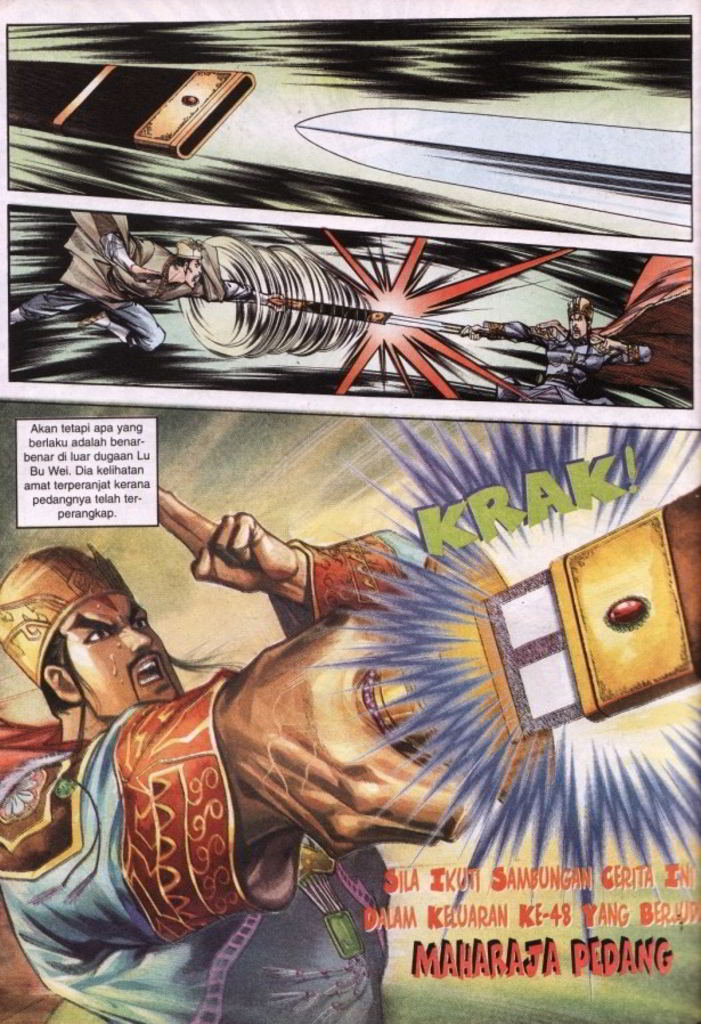 Akan tetapi apa yang
berlaku adalah benar-
benar di luar dugaan Lu
Bu Wei. Dia kelihatan
amat terperanjat kerana
pedangnya telah ter-
perangkap.
KRAK!
SILA IKUTI SAMBUNGAN CERITA INI
DALAM KELUARAN KE-48 YANG
MAHARAJA PEDANG